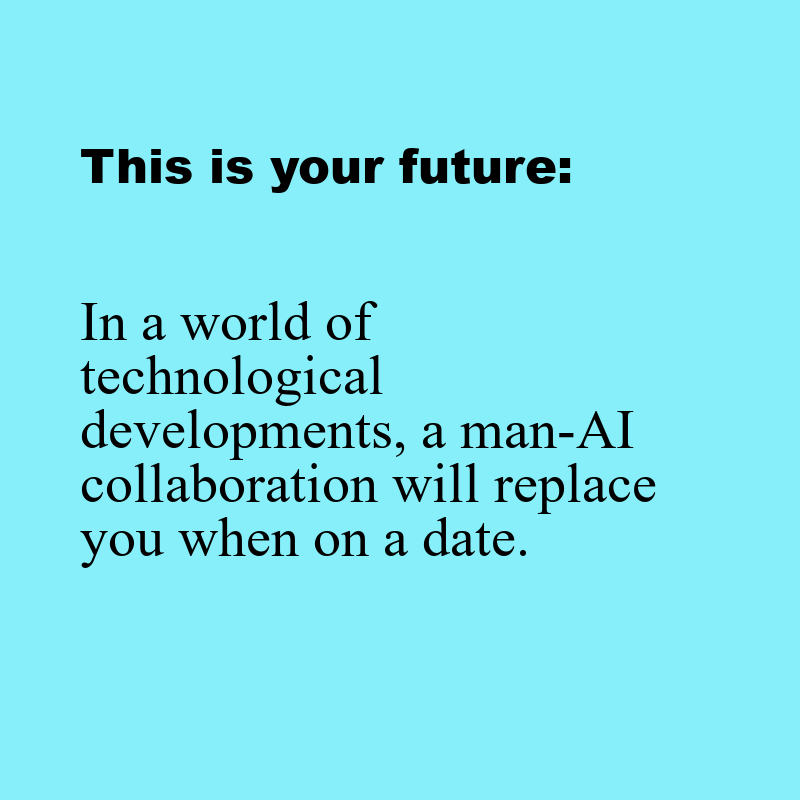 This is your future:
In a world of
technological
developments, a man-AI
collaboration will replace
you when on a date.